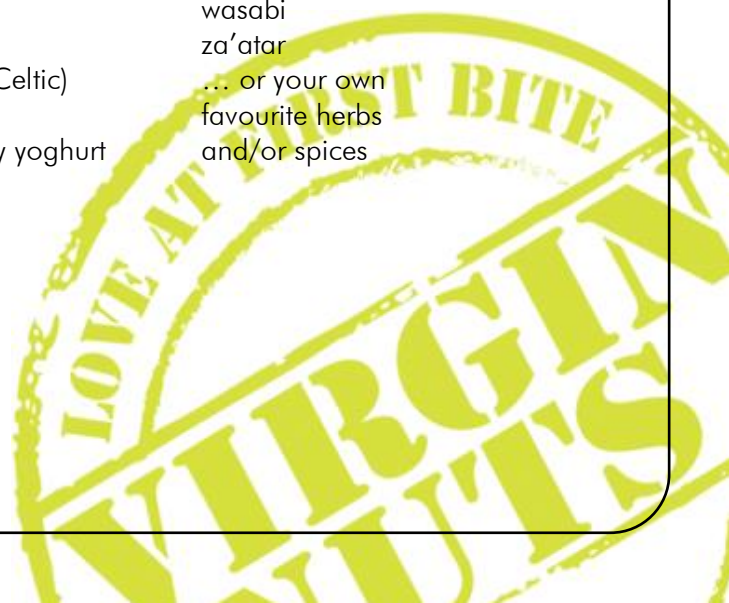 Celtic)
yoghurt
wasabi
za’atar
… or your own
favourite herbs
and/or spices
LOVE AT FIRST BITE
VIRGIN
NUTS